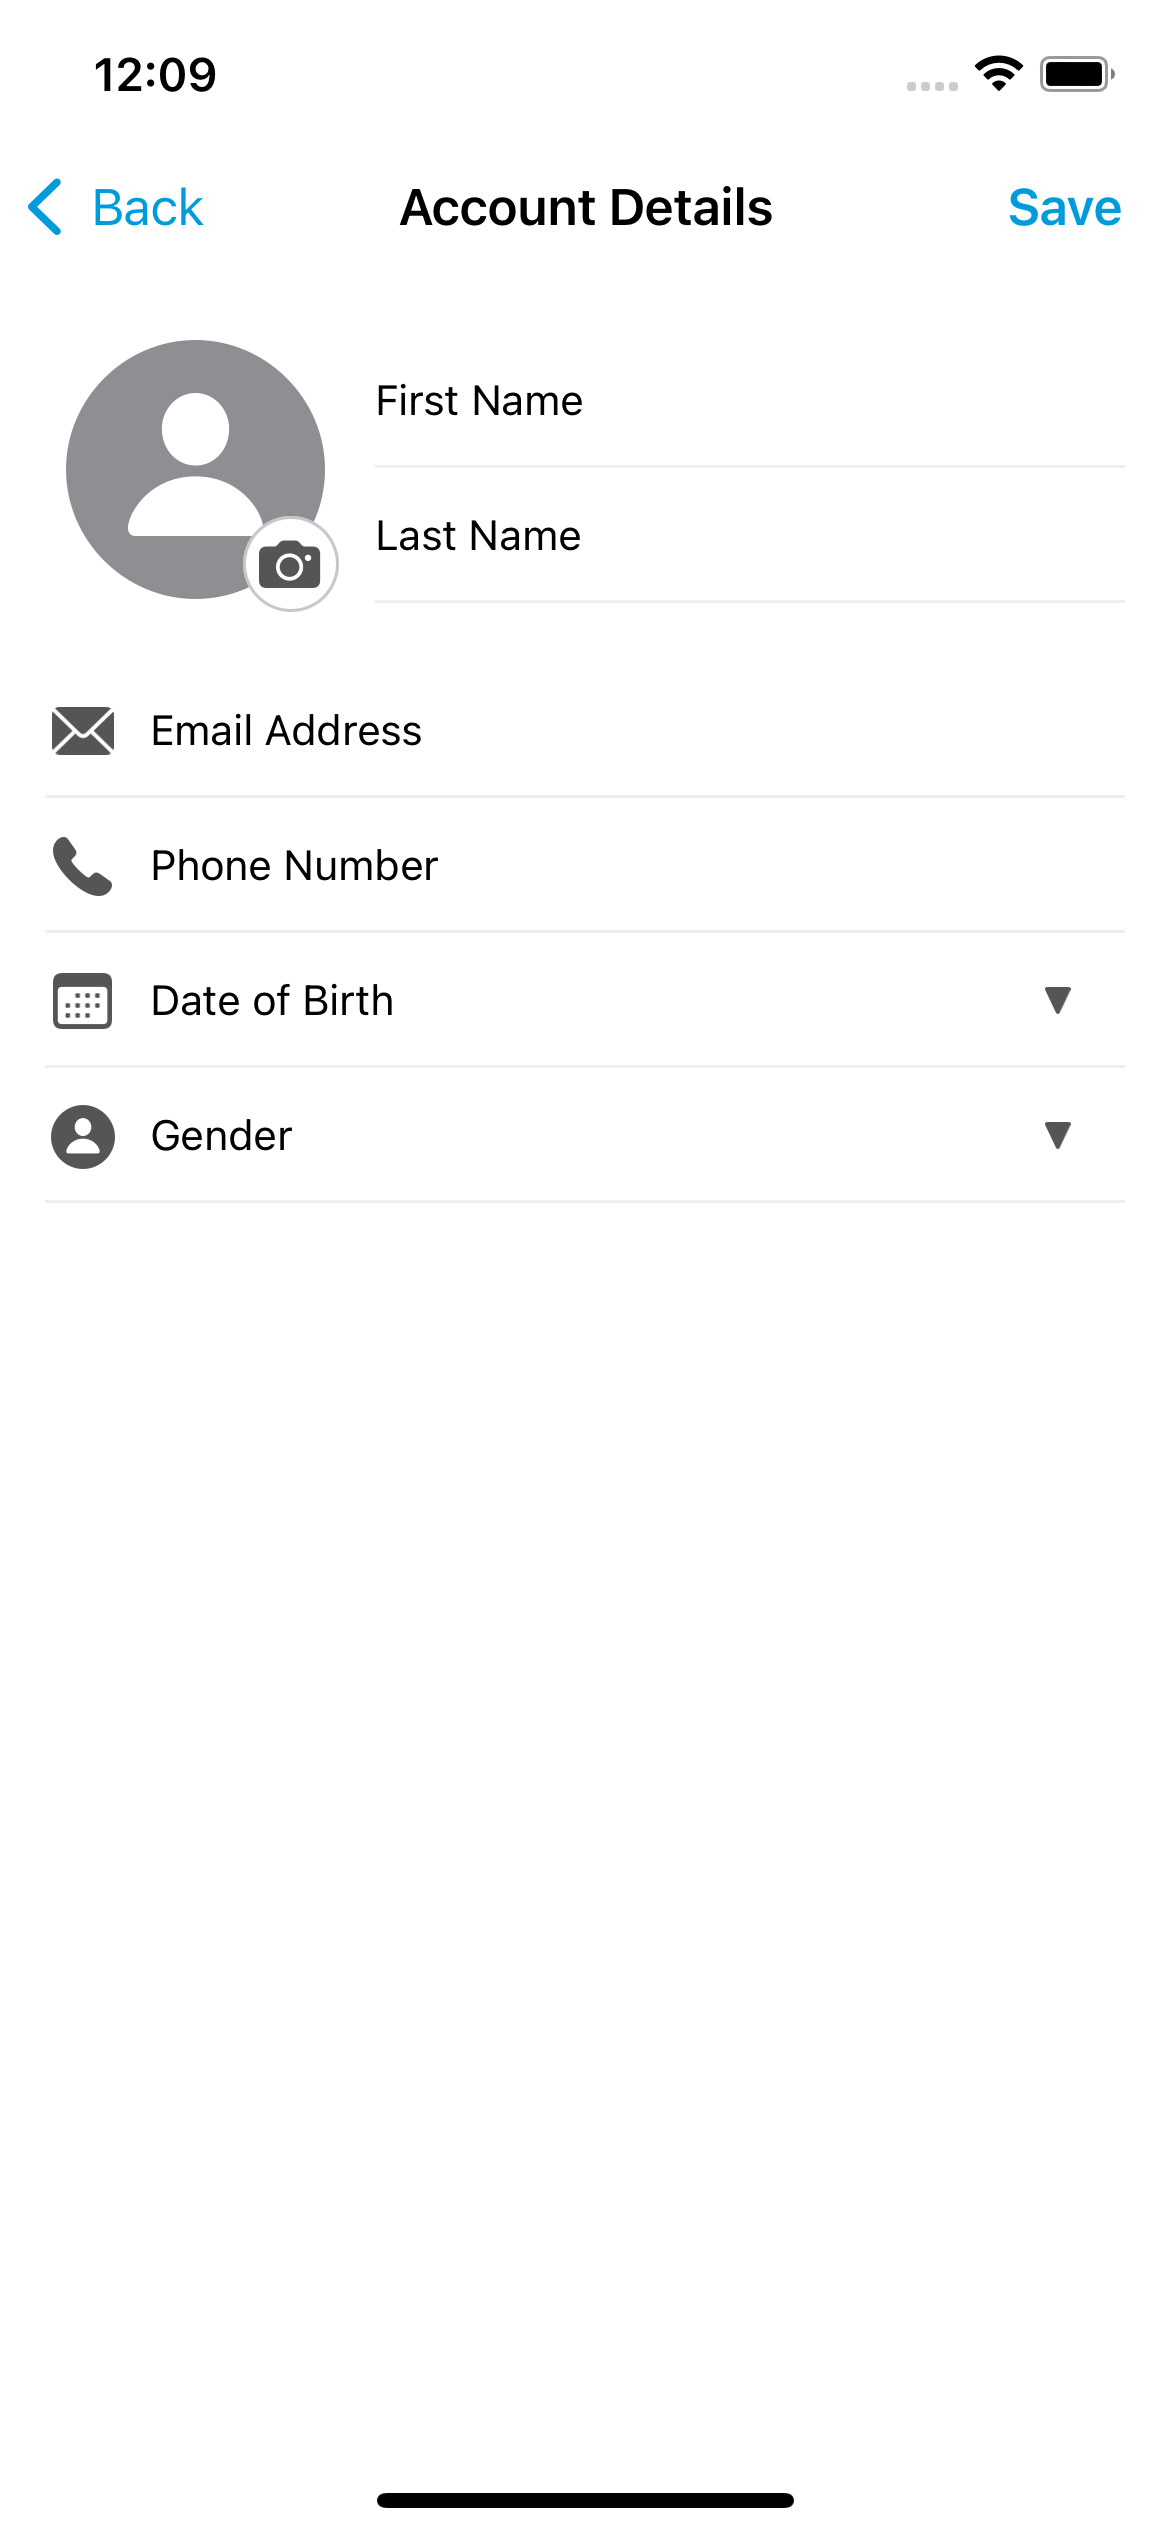 12:09
Back
Account Details
Save
First Name
Last Name
Email Address
Phone Number
Date of Birth
Gender